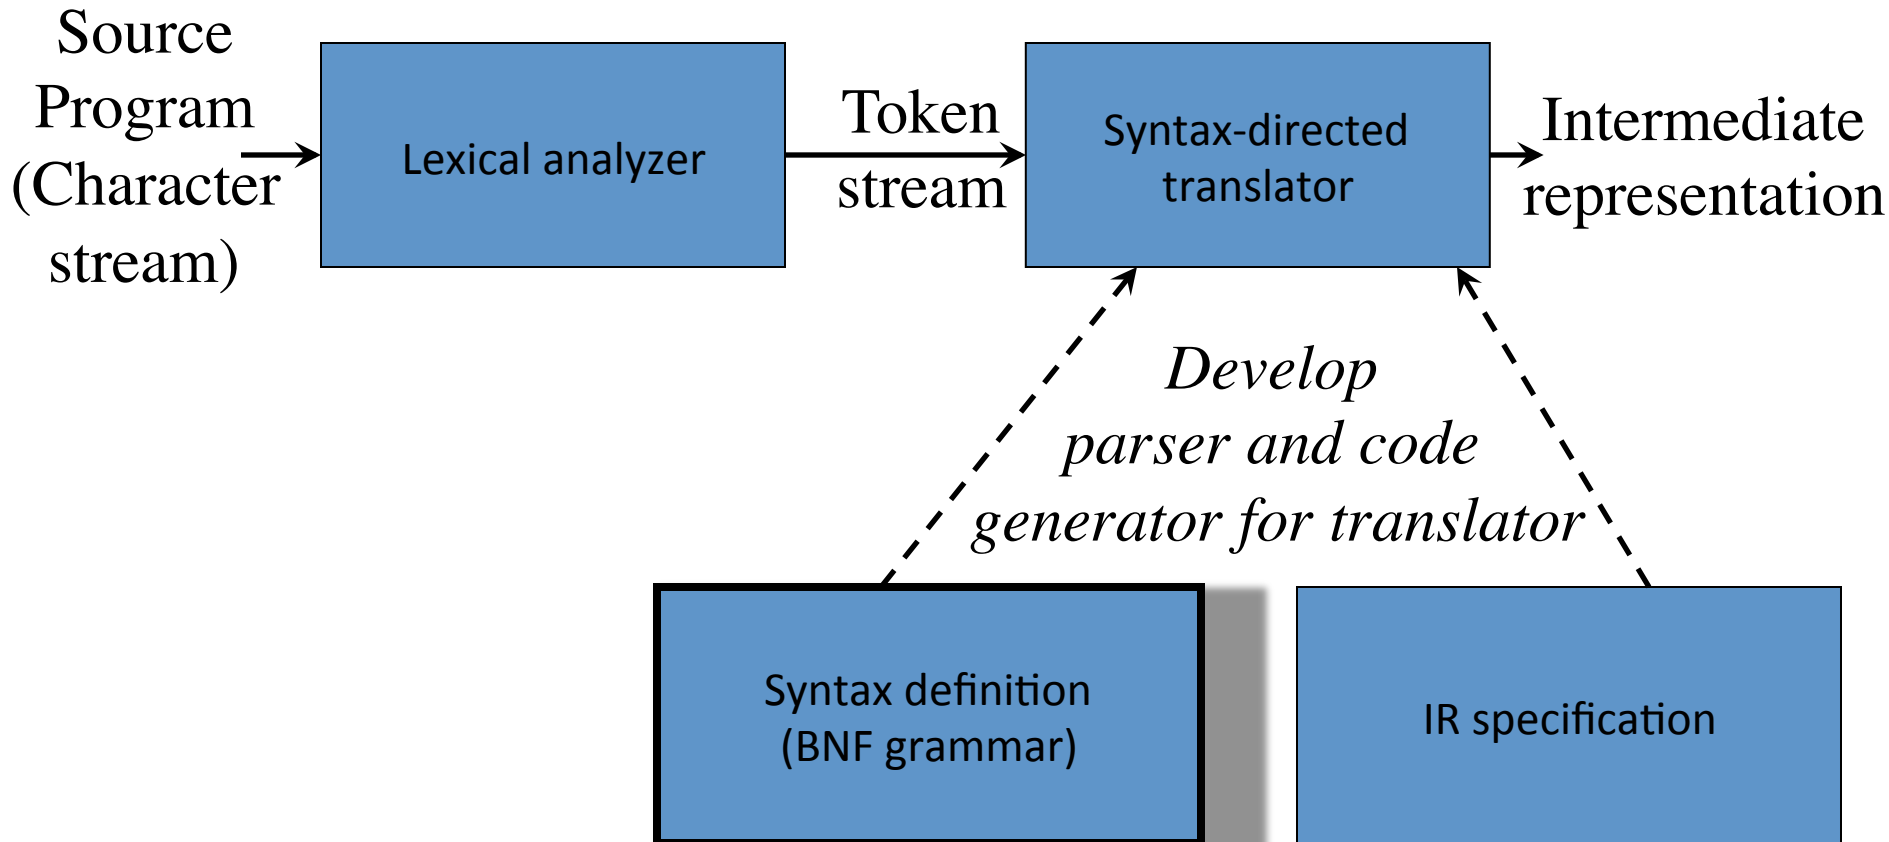 Source
Program
(Character
stream)
Lexical analyzer
Token
stream
Syntax-directed
translator
Intermediate
representation
Develop
parser and code
generator for translator
Syntax definition
(BNF grammar)
IR specification